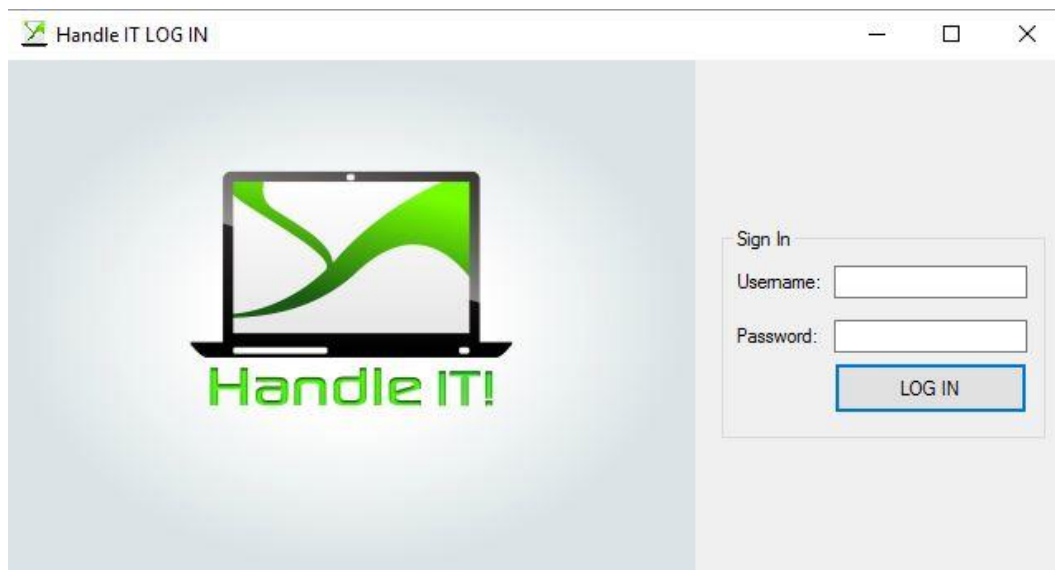 Handle IT LOG IN
Handle IT!
Sign In
Username:
Password:
LOG IN